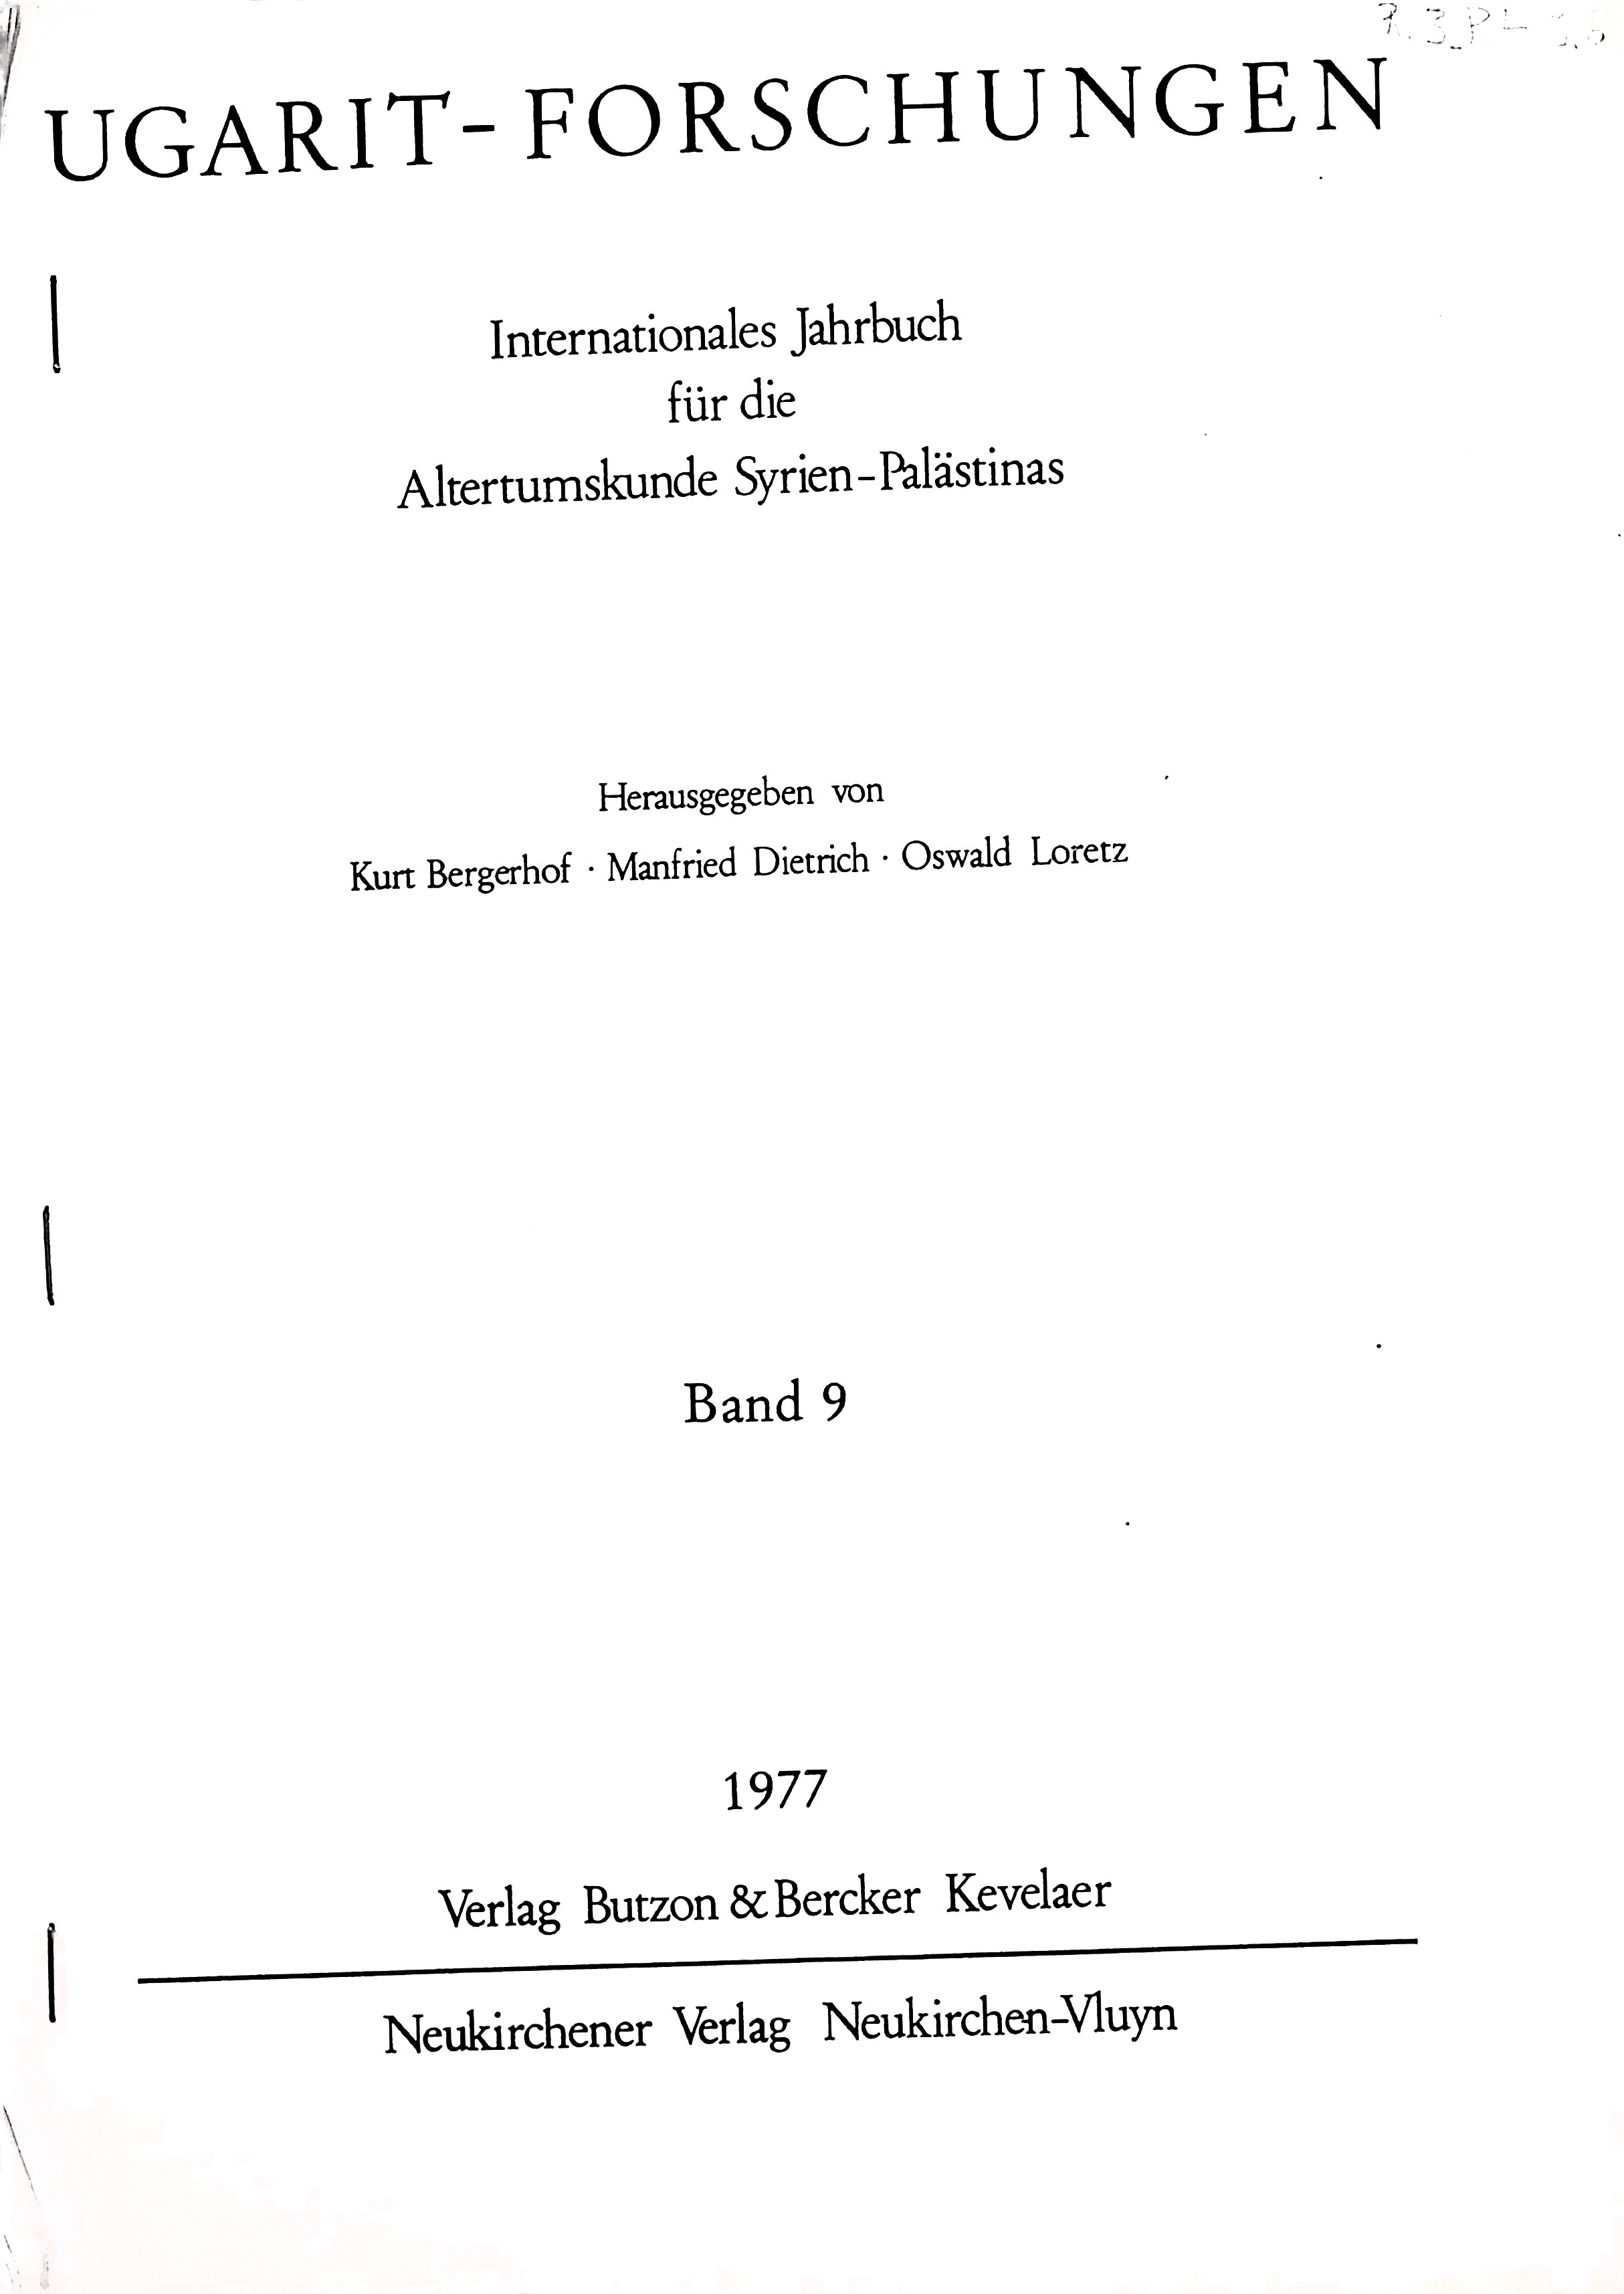 UGARIT-FORSCHUNGEN
Internationales Jahrbuch
für die
Altertumskunde Syrien-Palästinas
Herausgegeben von
Kurt Bergerhof · Manfried Dietrich · Oswald Loretz
Band 9
1977
Verlag Butzon & Bercker Kevelaer
Neukirchener Verlag Neukirchen-Vluyn